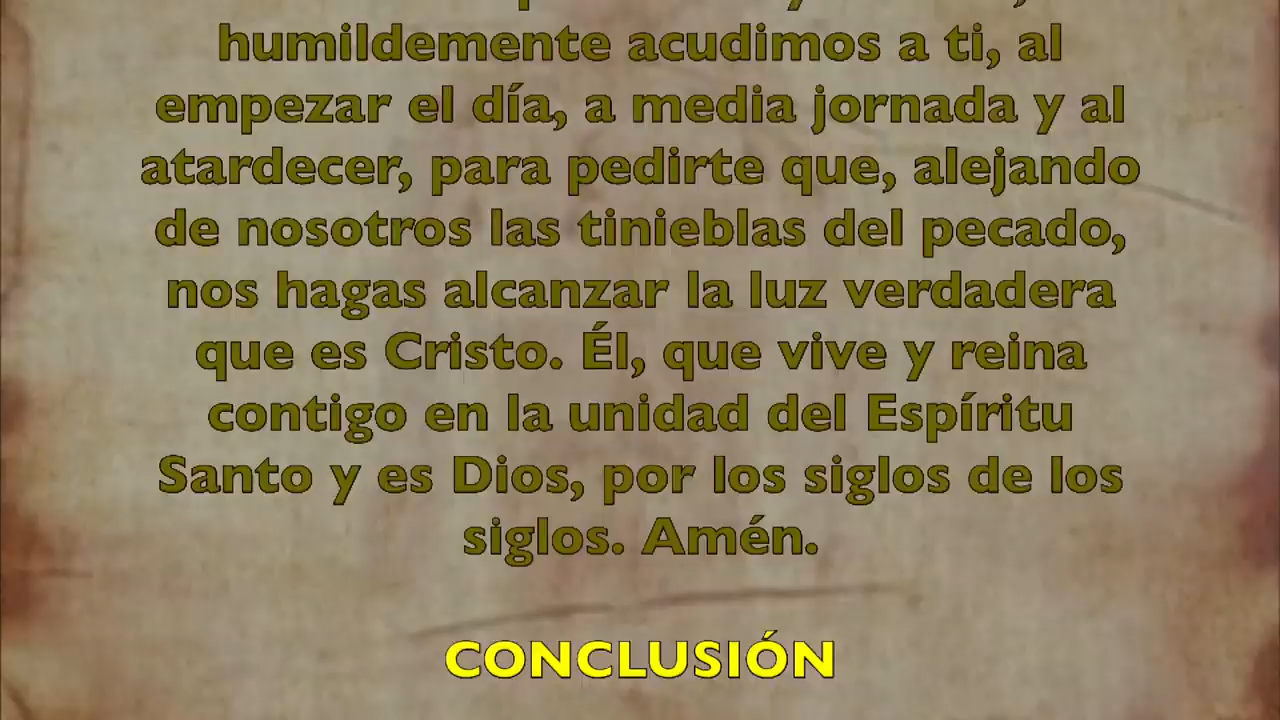 humildemente acudimos a ti, al
empezar el día, a media jornada y al
atardecer, para pedirte que, alejando
de nosotros las tinieblas del pecado,
nos hagas alcanzar la luz verdadera
que es Cristo. Él, que vive y reina
contigo en la unidad del Espíritu
Santo y es Dios, por los siglos de los
siglos. Amén.
CONCLUSIÓN